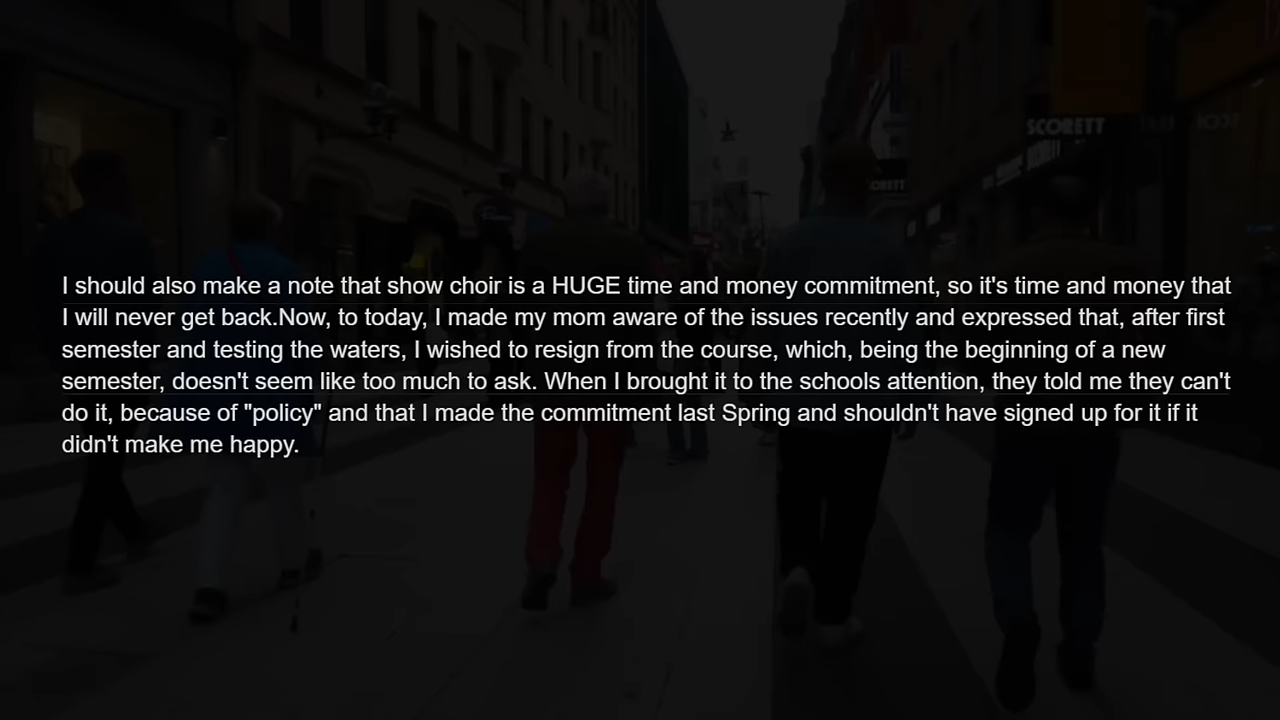 SCORETT
I should also make a note that show choir is a HUGE time and money commitment, so it's time and money that
I will never get back.Now, to today, I made my mom aware of the issues recently and expressed that, after first
semester and testing the waters, I wished to resign from the course, which, being the beginning of a new
semester, doesn't seem like too much to ask. When I brought it to the schools attention, they told me they can't
do it, because of "policy" and that I made the commitment last Spring and shouldn't have signed up for it if it
didn't make me happy.